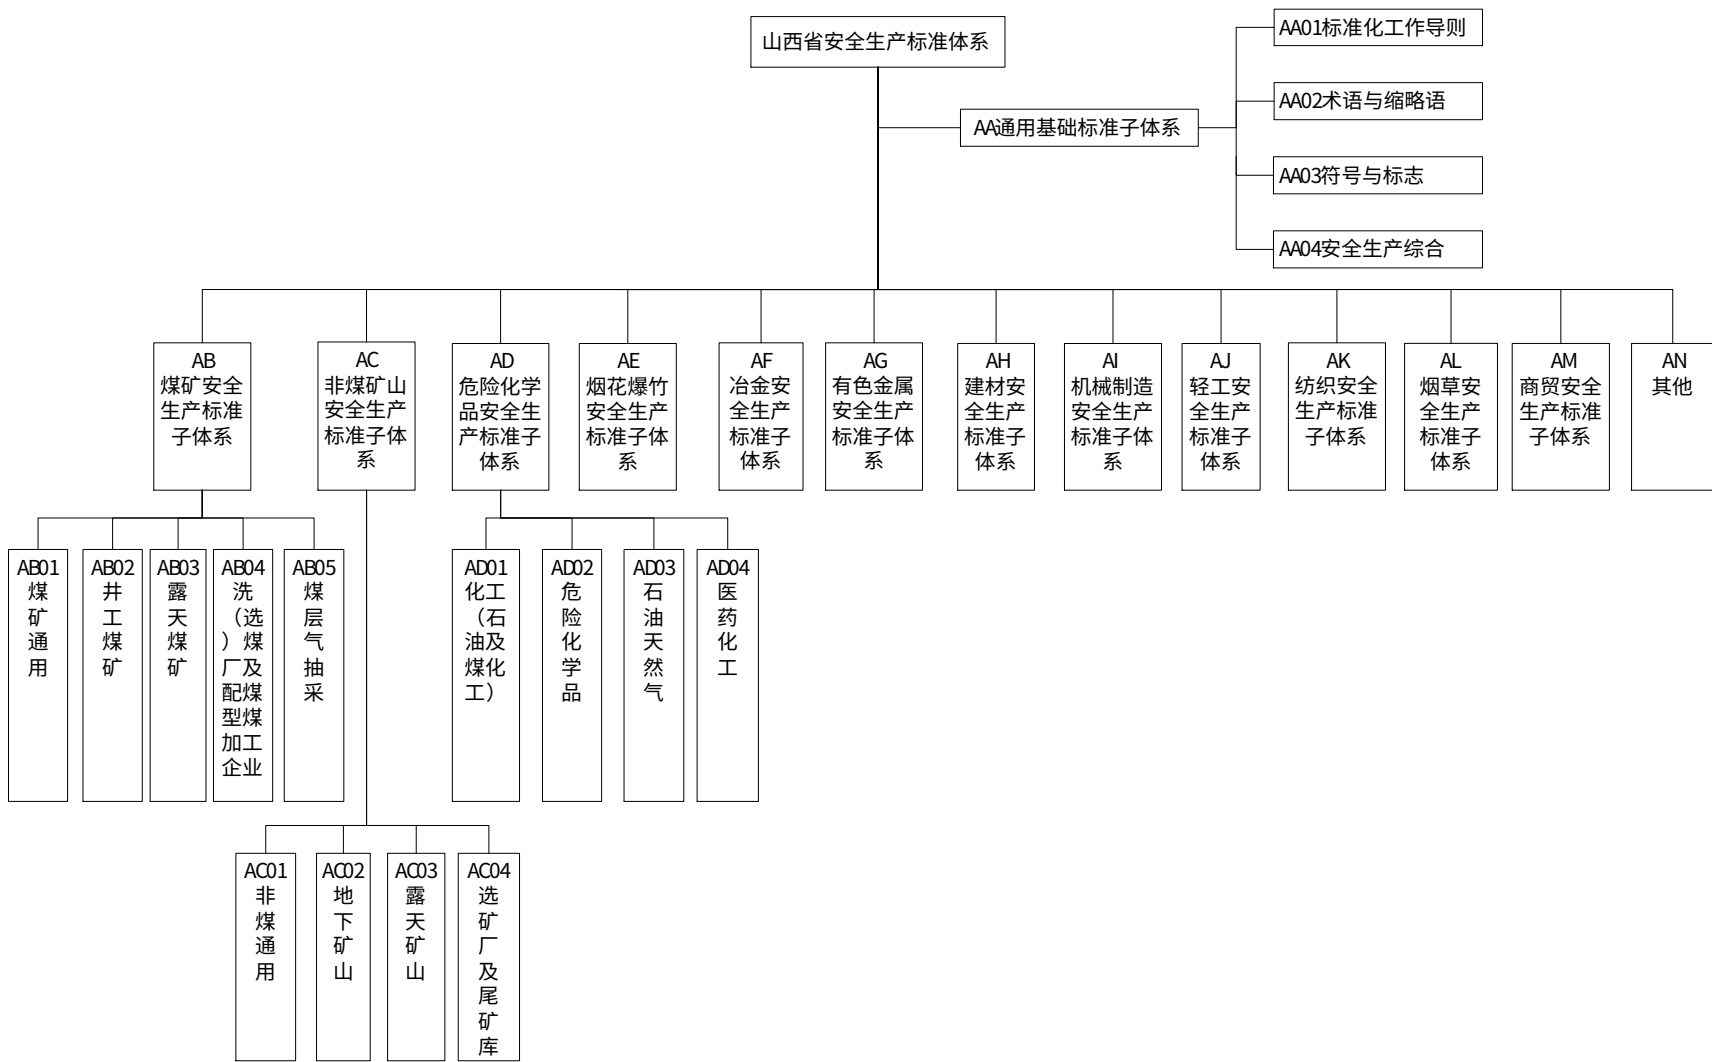 山西省安全生产标准体系
AA01标准化工作导则
AA02术语与缩略语
AA通用基础标准子体系
AA03符号与标志
AA04安全生产综合
AB
煤矿安全
生产标准
子体系
AC
非煤矿山
安全生产
标准子体
系
AD
危险化学
品安全生
产标准子
体系
AE
烟花爆竹
安全生产
标准子体
系
AF
冶金安
全生产
标准子
体系
AG
有色金属
安全生产
标准子体
系
AH
建材安
全生产
标准子
体系
AI
机械制造
安全生产
标准子体
系
AJ
轻工安
全生产
标准子
体系
AK
纺织安全
生产标准
子体系
AL
烟草安
全生产
标准子
体系
AM
商贸安全
生产标准
子体系
AN
其他
AB01
煤
矿
通
用
AB02
井
工
煤
矿
AB03
露
天
煤
矿
AB04
洗
（选
）煤
厂及
配煤
型煤
加工
企业
AB05
煤
层
气
抽
采
AD01
化工
（石
油及
煤化
工）
AD02
危
险
化
学
品
AD03
石
油
天
然
气
AD04
医
药
化
工
AC01
非
煤
通
用
AC02
地
下
矿
山
AC03
露
天
矿
山
AC04
选
矿
厂
及
尾
矿
库